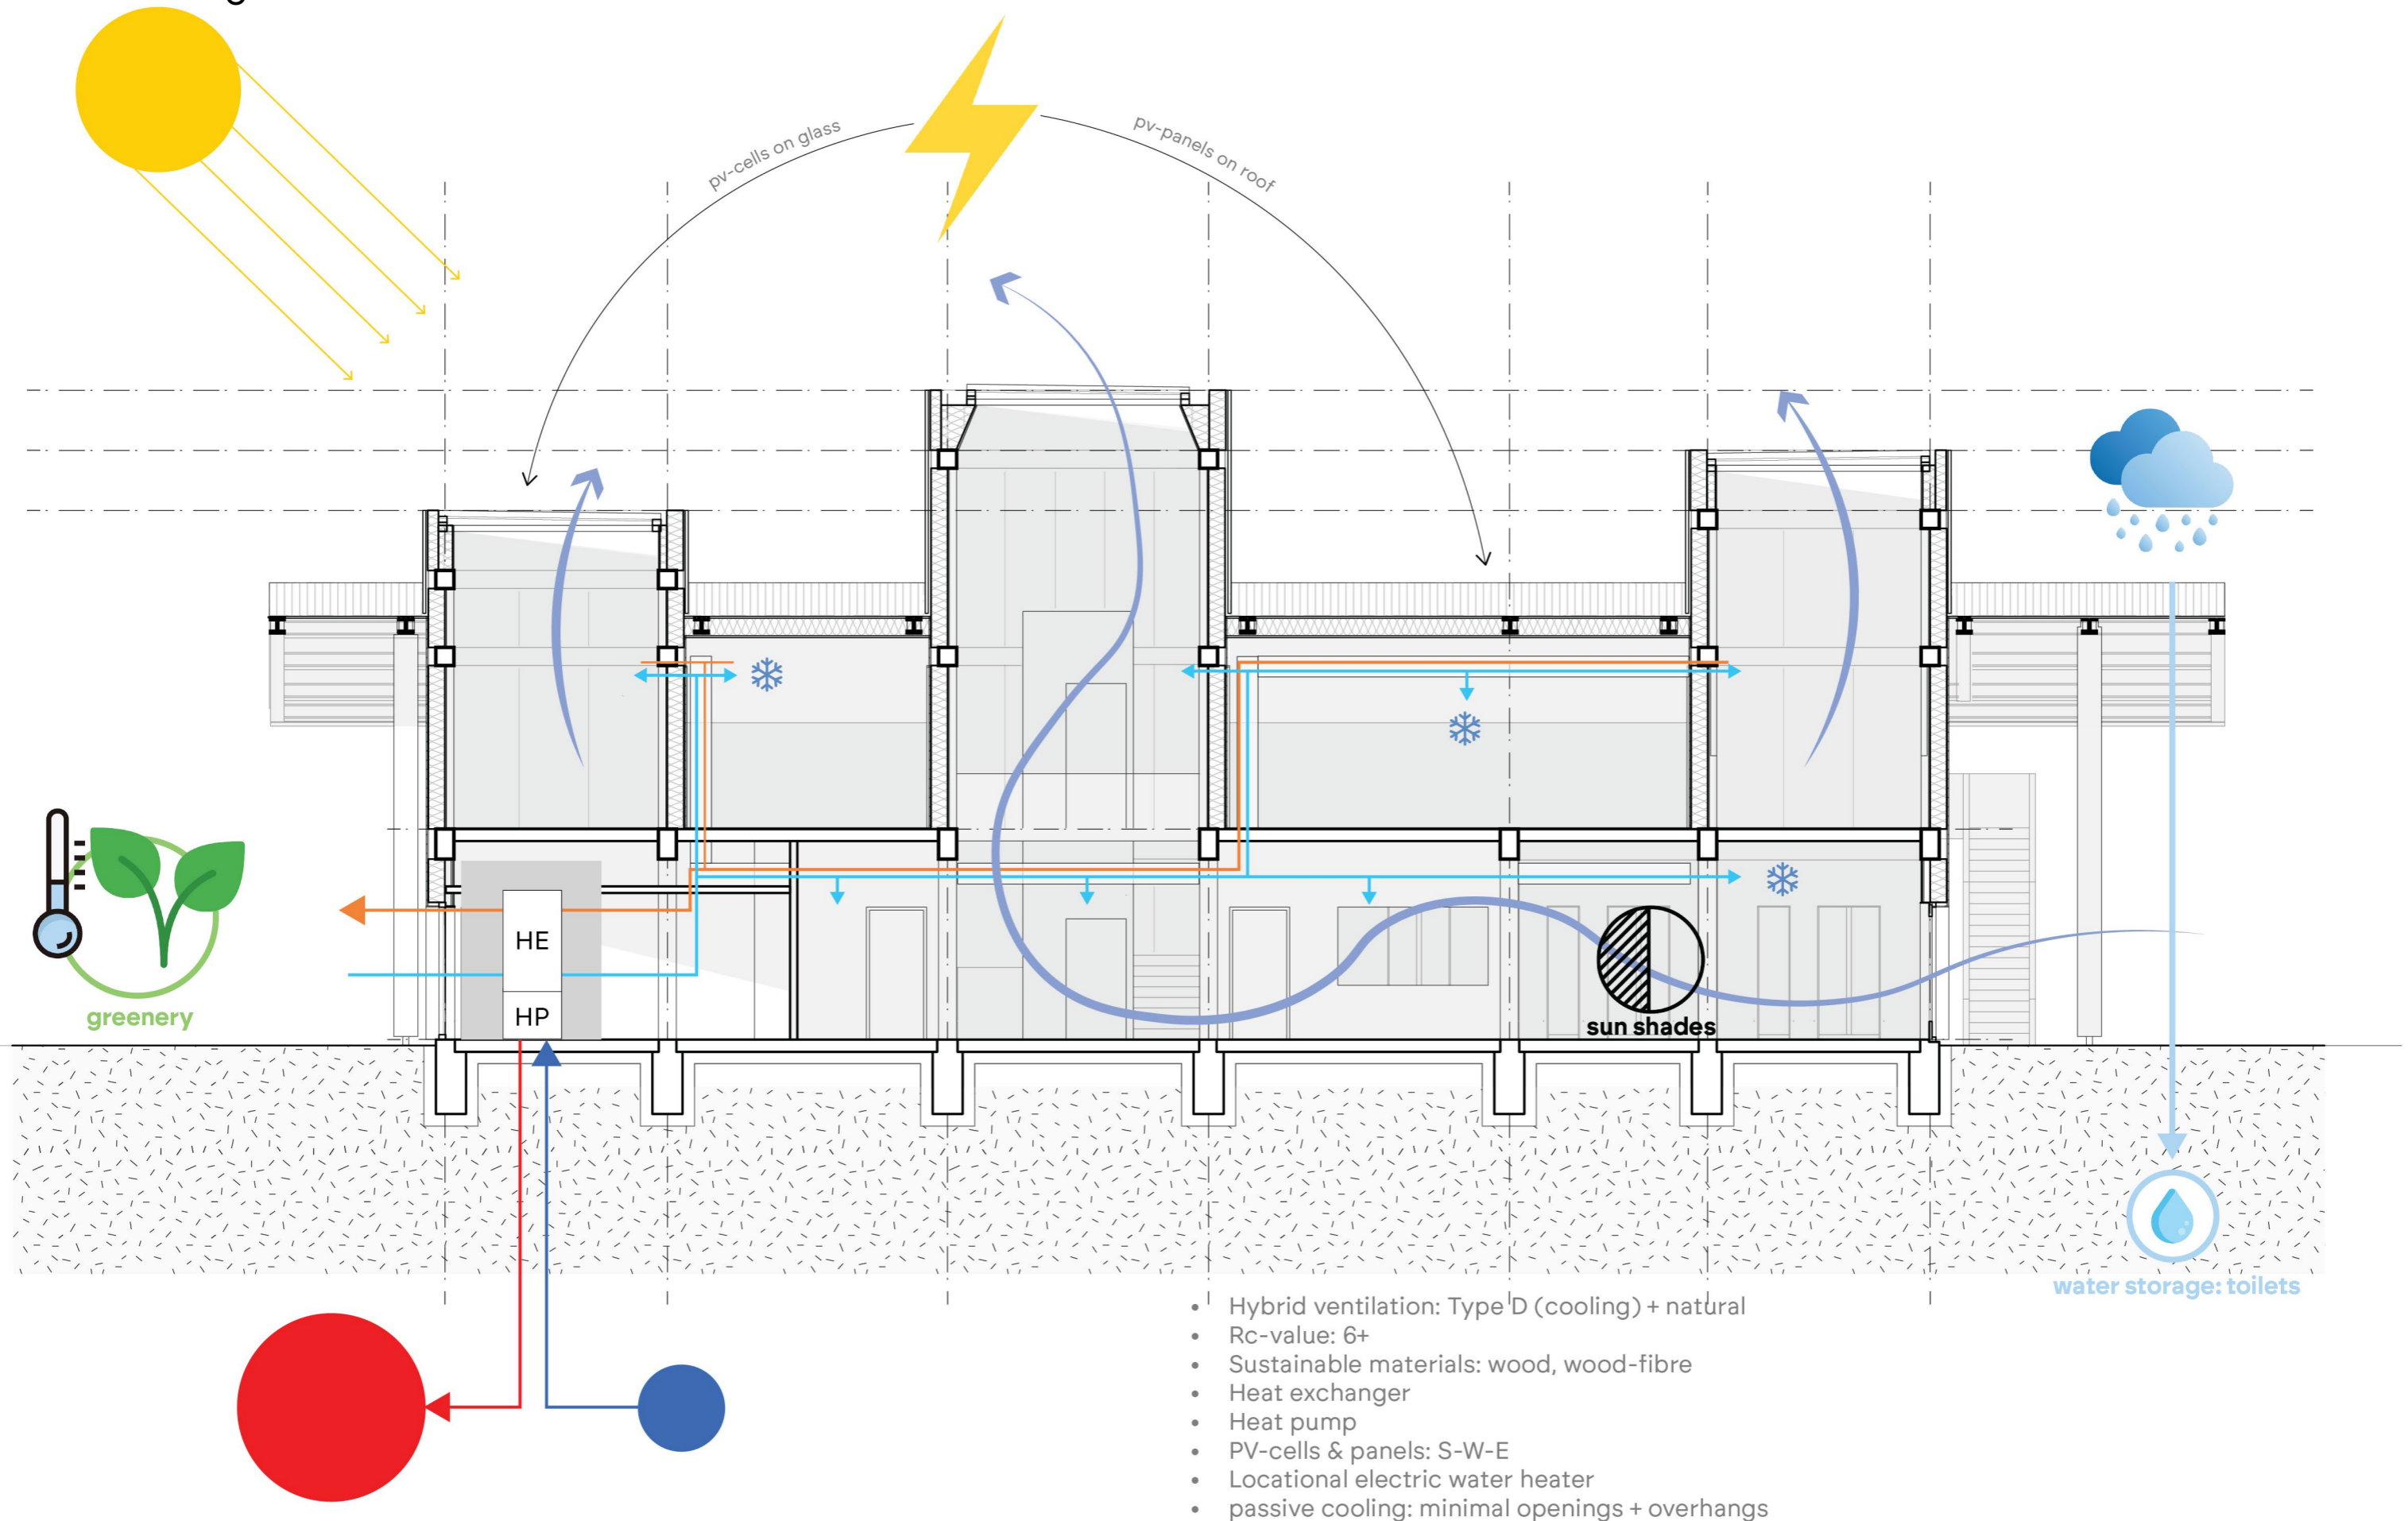 pv-cells on glass
pv-panels on roof
HE
HP
greenery
sun shades
water storage: toilets
• Hybrid ventilation: Type D (cooling) + natural
• Rc-value: 6+
• Sustainable materials: wood, wood-fibre
• Heat exchanger
• Heat pump
• PV-cells & panels: S-W-E
• Locational electric water heater
• passive cooling: minimal openings + overhangs